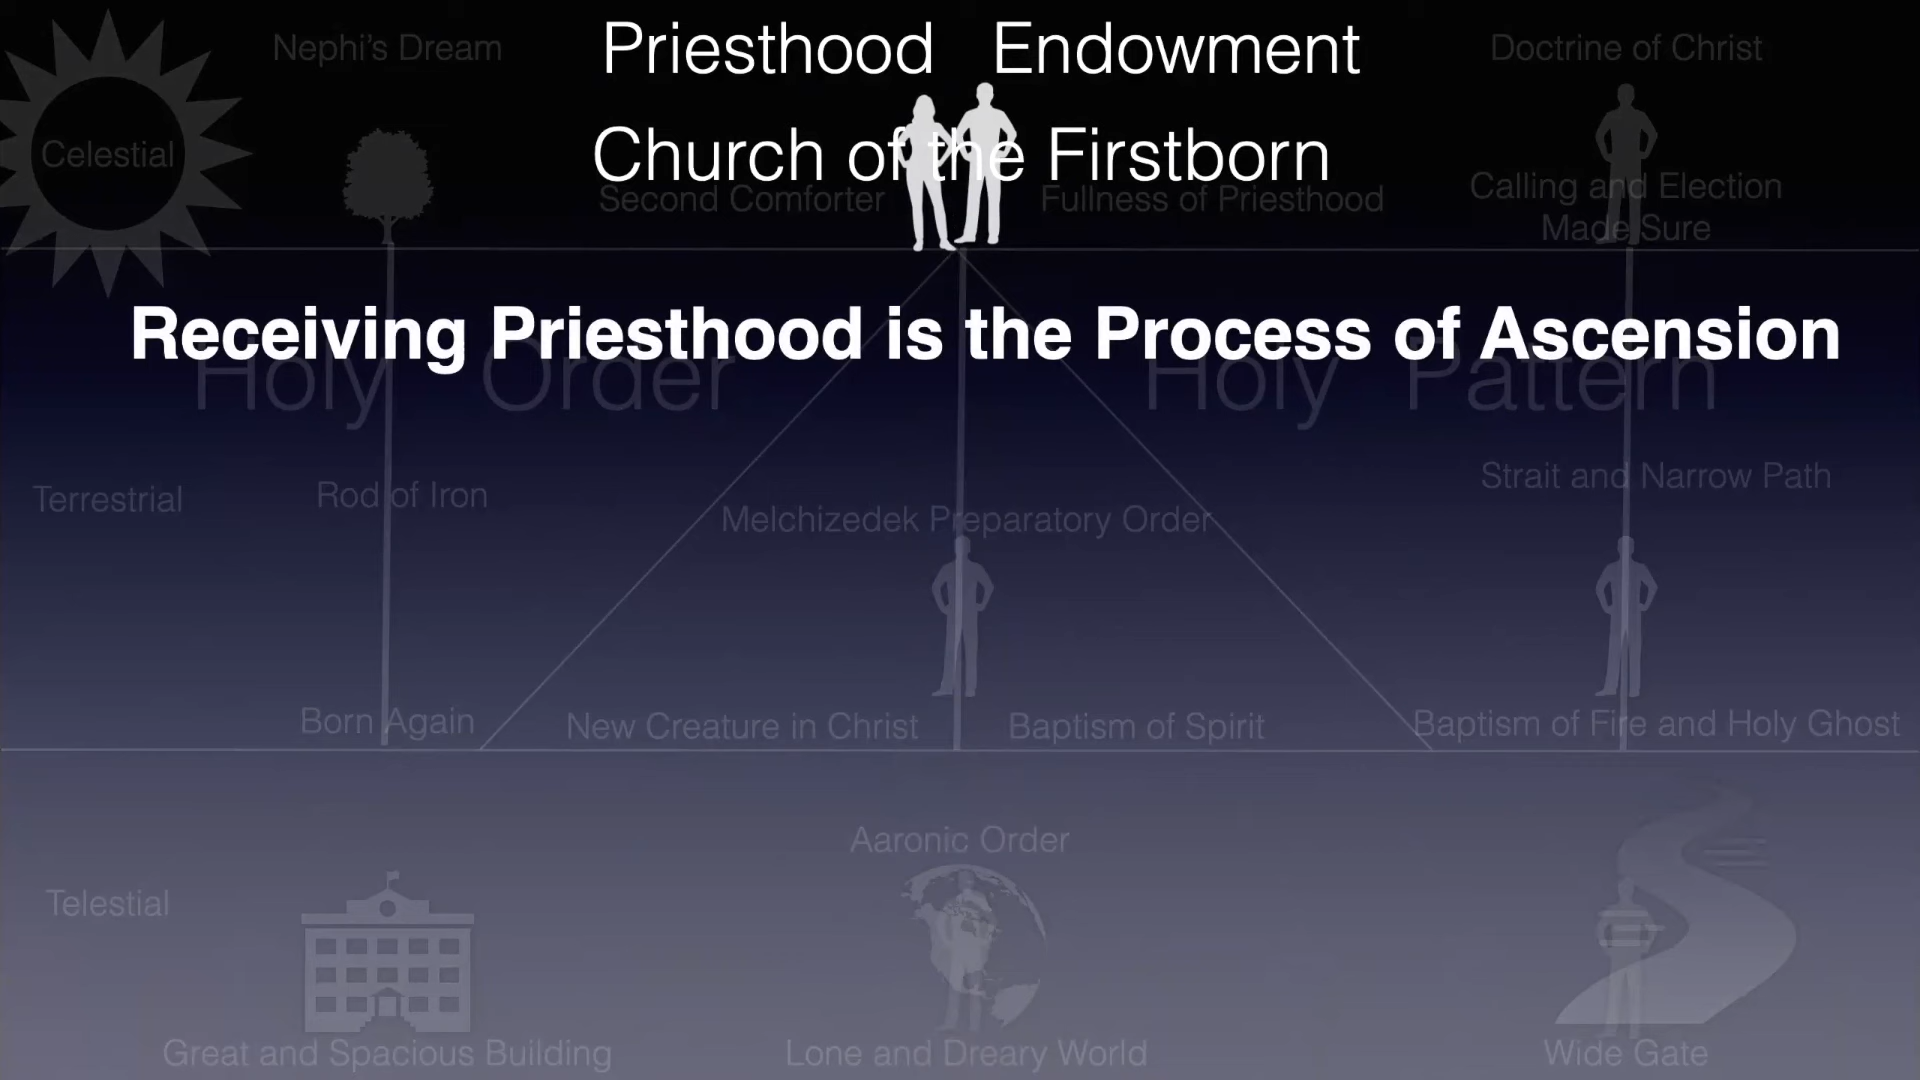 Priesthood Endowment
Nephi's Dream
Doctrine of Christ
Celestial
Church of the Firstborn
Second Comforter
Fullness of Priesthood
Calling and Election
Made Sure
Receiving Priesthood is the Process of Ascension
Holy Order
Holy Pattern
Terrestrial
Rod of Iron
Strait and Narrow Path
Melchizedek Preparatory Order
Born Again
New Creature in Christ
Baptism of Spirit
Baptism of Fire and Holy Ghost
Aaronic Order
Telestial
Great and Spacious Building
Lone and Dreary World
Wide Gate